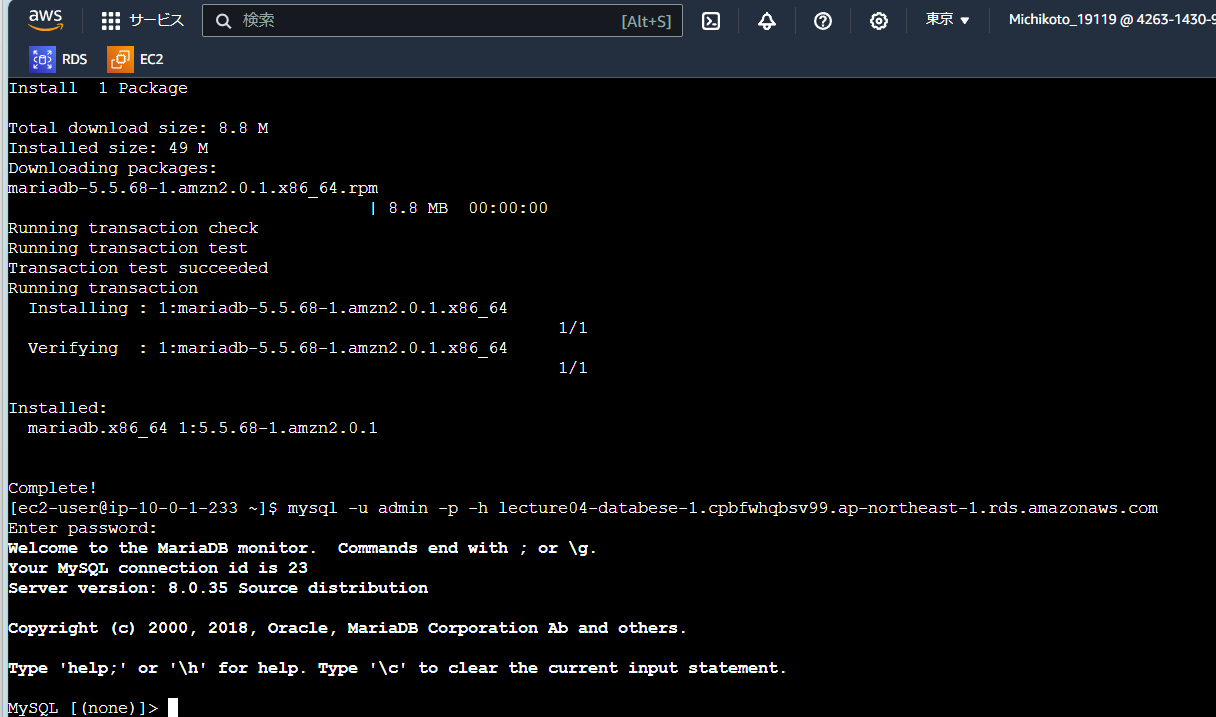 aws サービス 検索 [Alt+S] 東京 Michikoto_19119 @ 4263-1430-9
RDS EC2
Install  1 Package
Total download size: 8.8 M
Installed size: 49 M
Downloading packages:
mariadb-5.5.68-1.amzn2.0.1.x86_64.rpm
| 8.8 MB  00:00:00
Running transaction check
Running transaction test
Transaction test succeeded
Running transaction
  Installing : 1:mariadb-5.5.68-1.amzn2.0.1.x86_64
1/1
  Verifying  : 1:mariadb-5.5.68-1.amzn2.0.1.x86_64
1/1
Installed:
  mariadb.x86_64 1:5.5.68-1.amzn2.0.1
Complete!
[ec2-user@ip-10-0-1-233 ~]$ mysql -u admin -p -h lecture04-databese-1.cpbfwhqbsv99.ap-northeast-1.rds.amazonaws.com
Enter password:
Welcome to the MariaDB monitor.  Commands end with ; or \g.
Your MySQL connection id is 23
Server version: 8.0.35 Source distribution
Copyright (c) 2000, 2018, Oracle, MariaDB Corporation Ab and others.
Type 'help;' or '\h' for help. Type '\c' to clear the current input statement.
MySQL [(none)]>